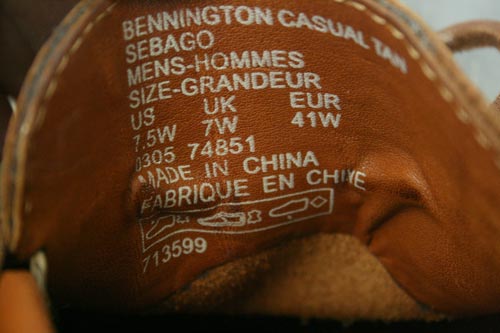 BENNINGTON CASUAL TAN
SEBAGO
MENS-HOMMES
SIZE-GRANDEUR
US UK EUR
7.5W 7W 41W
0305 74851
MADE IN CHINA
FABRIQUE EN CHINE
713599